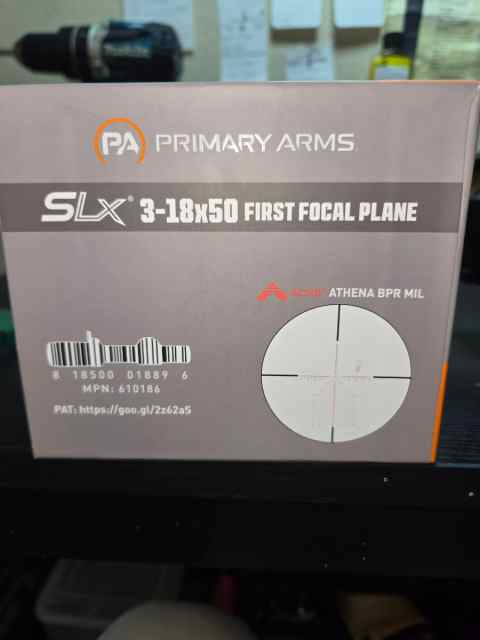 PA PRIMARY ARMS
SLx® 3-18x50 FIRST FOCAL PLANE
ACSS® ATHENA BPR MIL
8 18500 01889 6
MPN: 610186
PAT: https://goo.gl/2z62a5